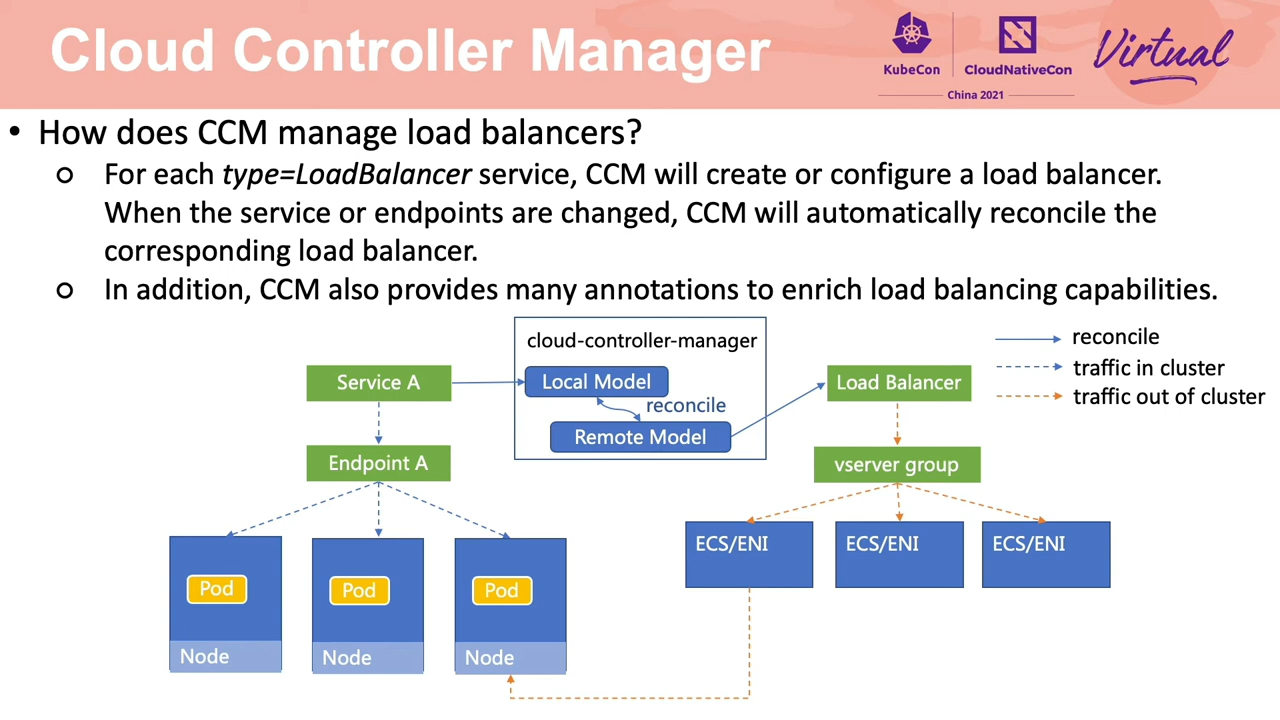 Cloud Controller Manager
KubeCon
CloudNativeCon
China 2021
Virtual
• How does CCM manage load balancers?
For each type=LoadBalancer service, CCM will create or configure a load balancer.
When the service or endpoints are changed, CCM will automatically reconcile the
corresponding load balancer.
In addition, CCM also provides many annotations to enrich load balancing capabilities.
cloud-controller-manager
Local Model
reconcile
Remote Model
Service A
Endpoint A
Pod
Pod
Pod
Node
Node
Node
Load Balancer
vserver group
ECS/ENI
ECS/ENI
ECS/ENI
reconcile
traffic in cluster
traffic out of cluster